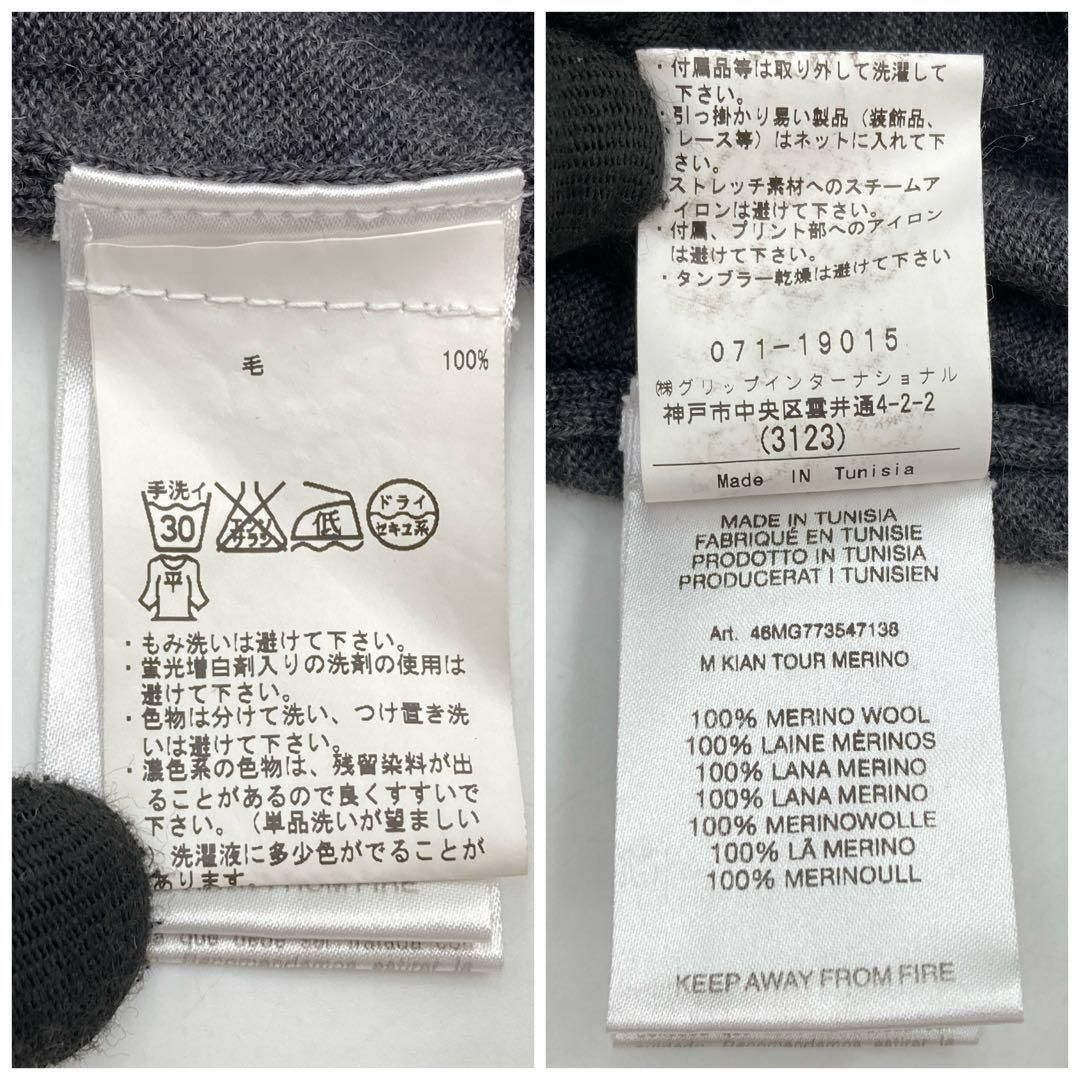 毛 100%
手洗イ
30
エンソ
サラシ
低
ドライ
セキユ系
平
・もみ洗いは避けて下さい。
・蛍光増白剤入りの洗剤の使用は
避けて下さい。
・色物は分けて洗い、つけ置き洗
いは避けて下さい。
・濃色系の色物は、残留染料が出
ることがあるので良くすすいで
下さい。(単品洗いが望ましい
洗濯液に多少色がでることが
あります。
FROM FIRE
que debe ser
・付属品等は取り外して洗濯して
下さい。
・引っ掛かり易い製品(装飾品、
レース等)はネットに入れて下
さい。
ストレッチ素材へのスチームア
イロンは避けて下さい。
・付属、プリント部へのアイロン
は避けて下さい。
・タンブラー乾燥は避けて下さい
071-19015
㈱グリップインターナショナル
神戸市中央区雲井通4-2-2
(3123)
Made IN Tunisia
MADE IN TUNISIA
FABRIQUÉ EN TUNISIE
PRODOTTO IN TUNISIA
PRODUCERAT I TUNISIEN
Art. 46MG773547138
M KIAN TOUR MERINO
100% MERINO WOOL
100% LAINE MÉRINOS
100% LANA MERINO
100% LANA MERINO
100% MERINOWOLLE
100% LÃ MERINO
100% MERINOULL
KEEP AWAY FROM FIRE